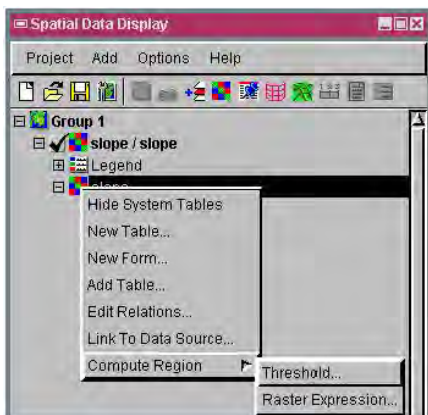 Spatial Data Display
Project Add Options Help
Group 1
slope / slope
Legend
slope
Hide System Tables
New Table...
New Form...
Add Table...
Edit Relations...
Link To Data Source...
Compute Region
Threshold...
Raster Expression...